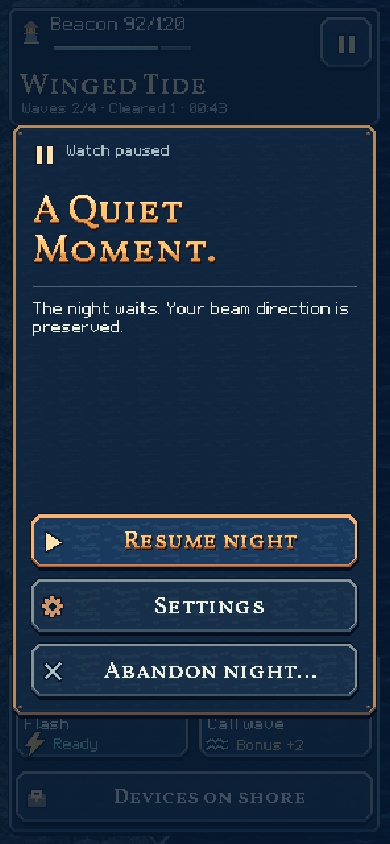 Beacon 92/120
Winged Tide
Waves 2/4 · Cleared 1 · 00:43
Watch paused
A Quiet
Moment.
The night waits. Your beam direction is
preserved.
Resume night
Settings
Abandon night...
Flash
Ready
Call wave
Bonus +2
Devices on shore